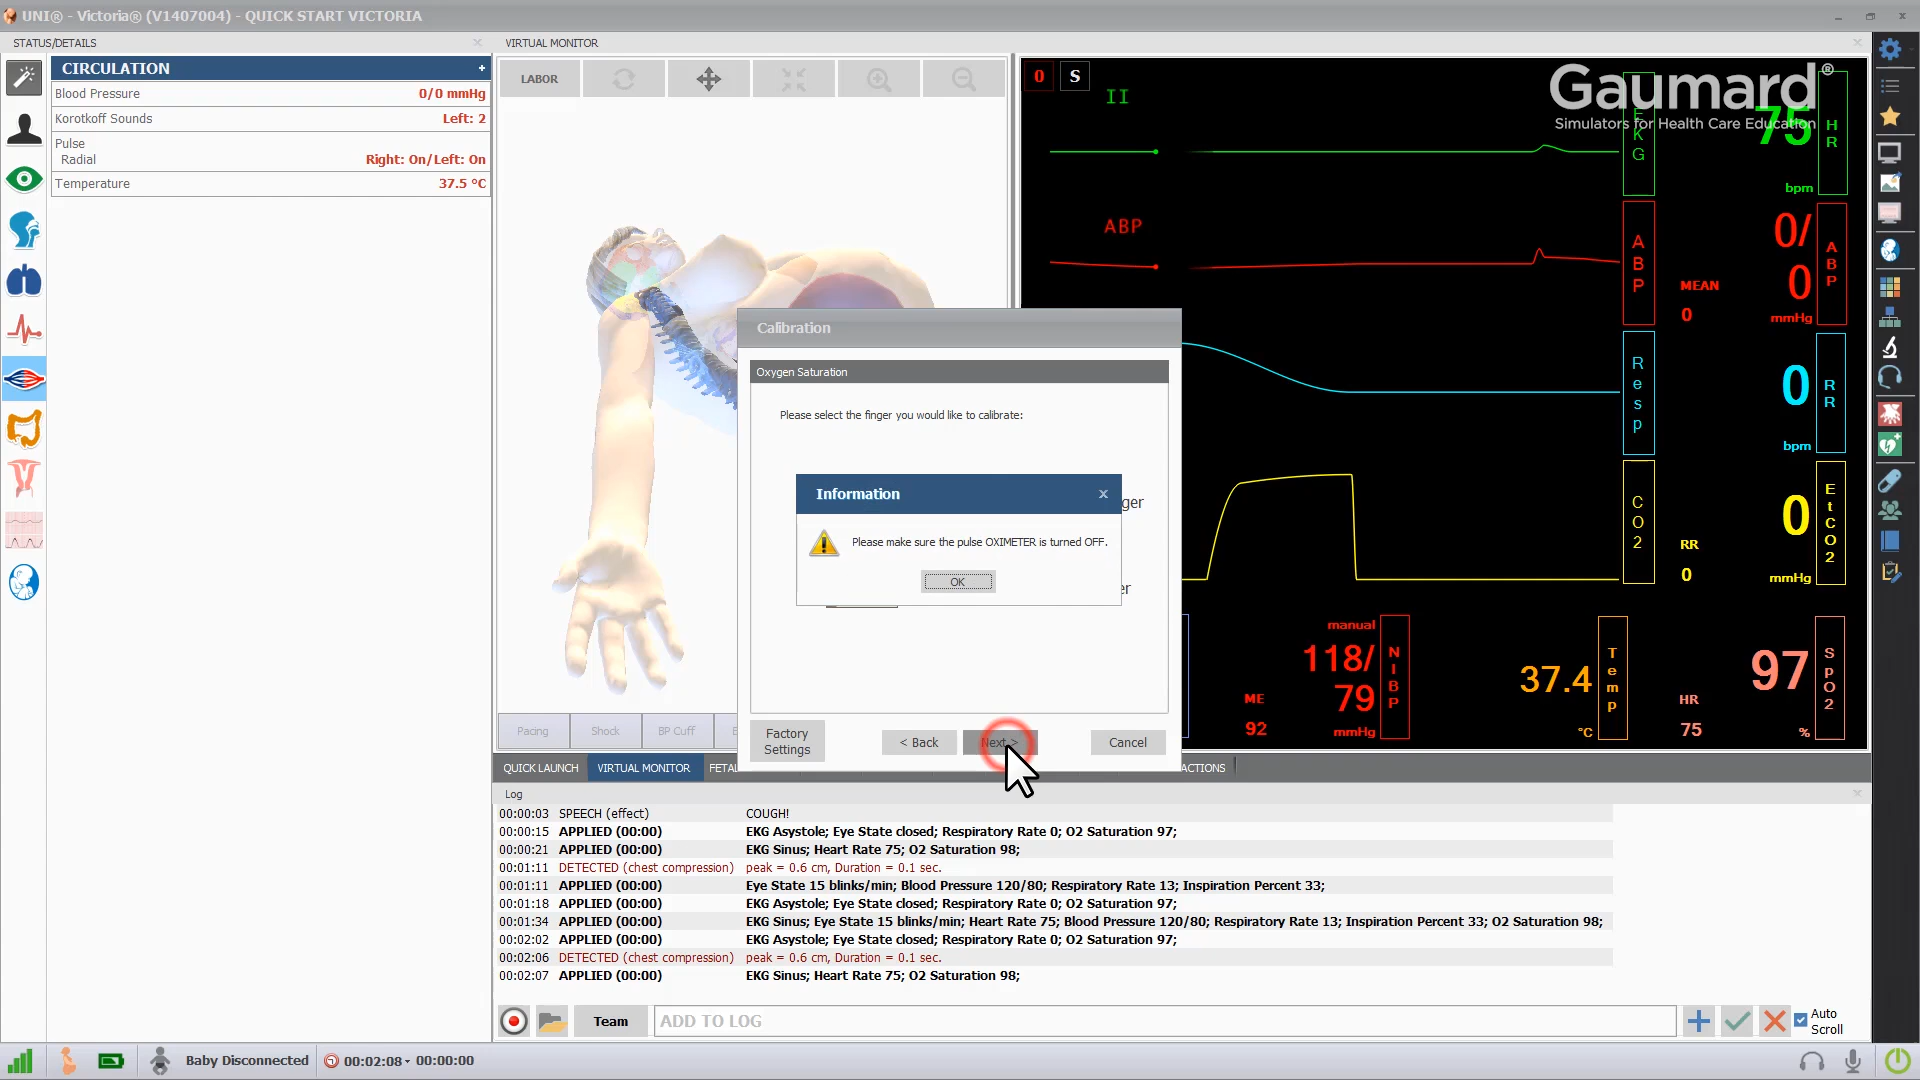 UNI® - Victoria® (V1407004) - QUICK START VICTORIA
STATUS/DETAILS
CIRCULATION +
Blood Pressure 0/0 mmHg
Korotkoff Sounds Left: 2
Pulse
Radial Right: On/Left: On
Temperature 37.5 °C
VIRTUAL MONITOR
LABOR
Pacing Shock BP Cuff
0 S
II
EKG
75
HR
bpm
Gaumard®
Simulators for Health Care Education
ABP
ABP
MEAN
0
0/
0
mmHg
ABP
Resp
0
RR
bpm
CO2
RR
0
0
mmHg
EtCO2
manual
118/
79
mmHg
NIBP
ME
92
37.4
°C
Temp
HR
75
97
%
SpO2
Calibration
Oxygen Saturation
Please select the finger you would like to calibrate:
ger
er
Information x
Please make sure the pulse OXIMETER is turned OFF.
OK
Factory
Settings
< Back
Next >
Cancel
QUICK LAUNCH VIRTUAL MONITOR FETAL ACTIONS
Log
00:00:03 SPEECH (effect) COUGH!
00:00:15 APPLIED (00:00) EKG Asystole; Eye State closed; Respiratory Rate 0; O2 Saturation 97;
00:00:21 APPLIED (00:00) EKG Sinus; Heart Rate 75; O2 Saturation 98;
00:01:11 DETECTED (chest compression) peak = 0.6 cm, Duration = 0.1 sec.
00:01:11 APPLIED (00:00) Eye State 15 blinks/min; Blood Pressure 120/80; Respiratory Rate 13; Inspiration Percent 33;
00:01:18 APPLIED (00:00) EKG Asystole; Eye State closed; Respiratory Rate 0; O2 Saturation 97;
00:01:34 APPLIED (00:00) EKG Sinus; Eye State 15 blinks/min; Heart Rate 75; Blood Pressure 120/80; Respiratory Rate 13; Inspiration Percent 33; O2 Saturation 98;
00:02:02 APPLIED (00:00) EKG Asystole; Eye State closed; Respiratory Rate 0; O2 Saturation 97;
00:02:06 DETECTED (chest compression) peak = 0.6 cm, Duration = 0.1 sec.
00:02:07 APPLIED (00:00) EKG Sinus; Heart Rate 75; O2 Saturation 98;
Team ADD TO LOG
Auto
Scroll
Baby Disconnected 00:02:08 - 00:00:00